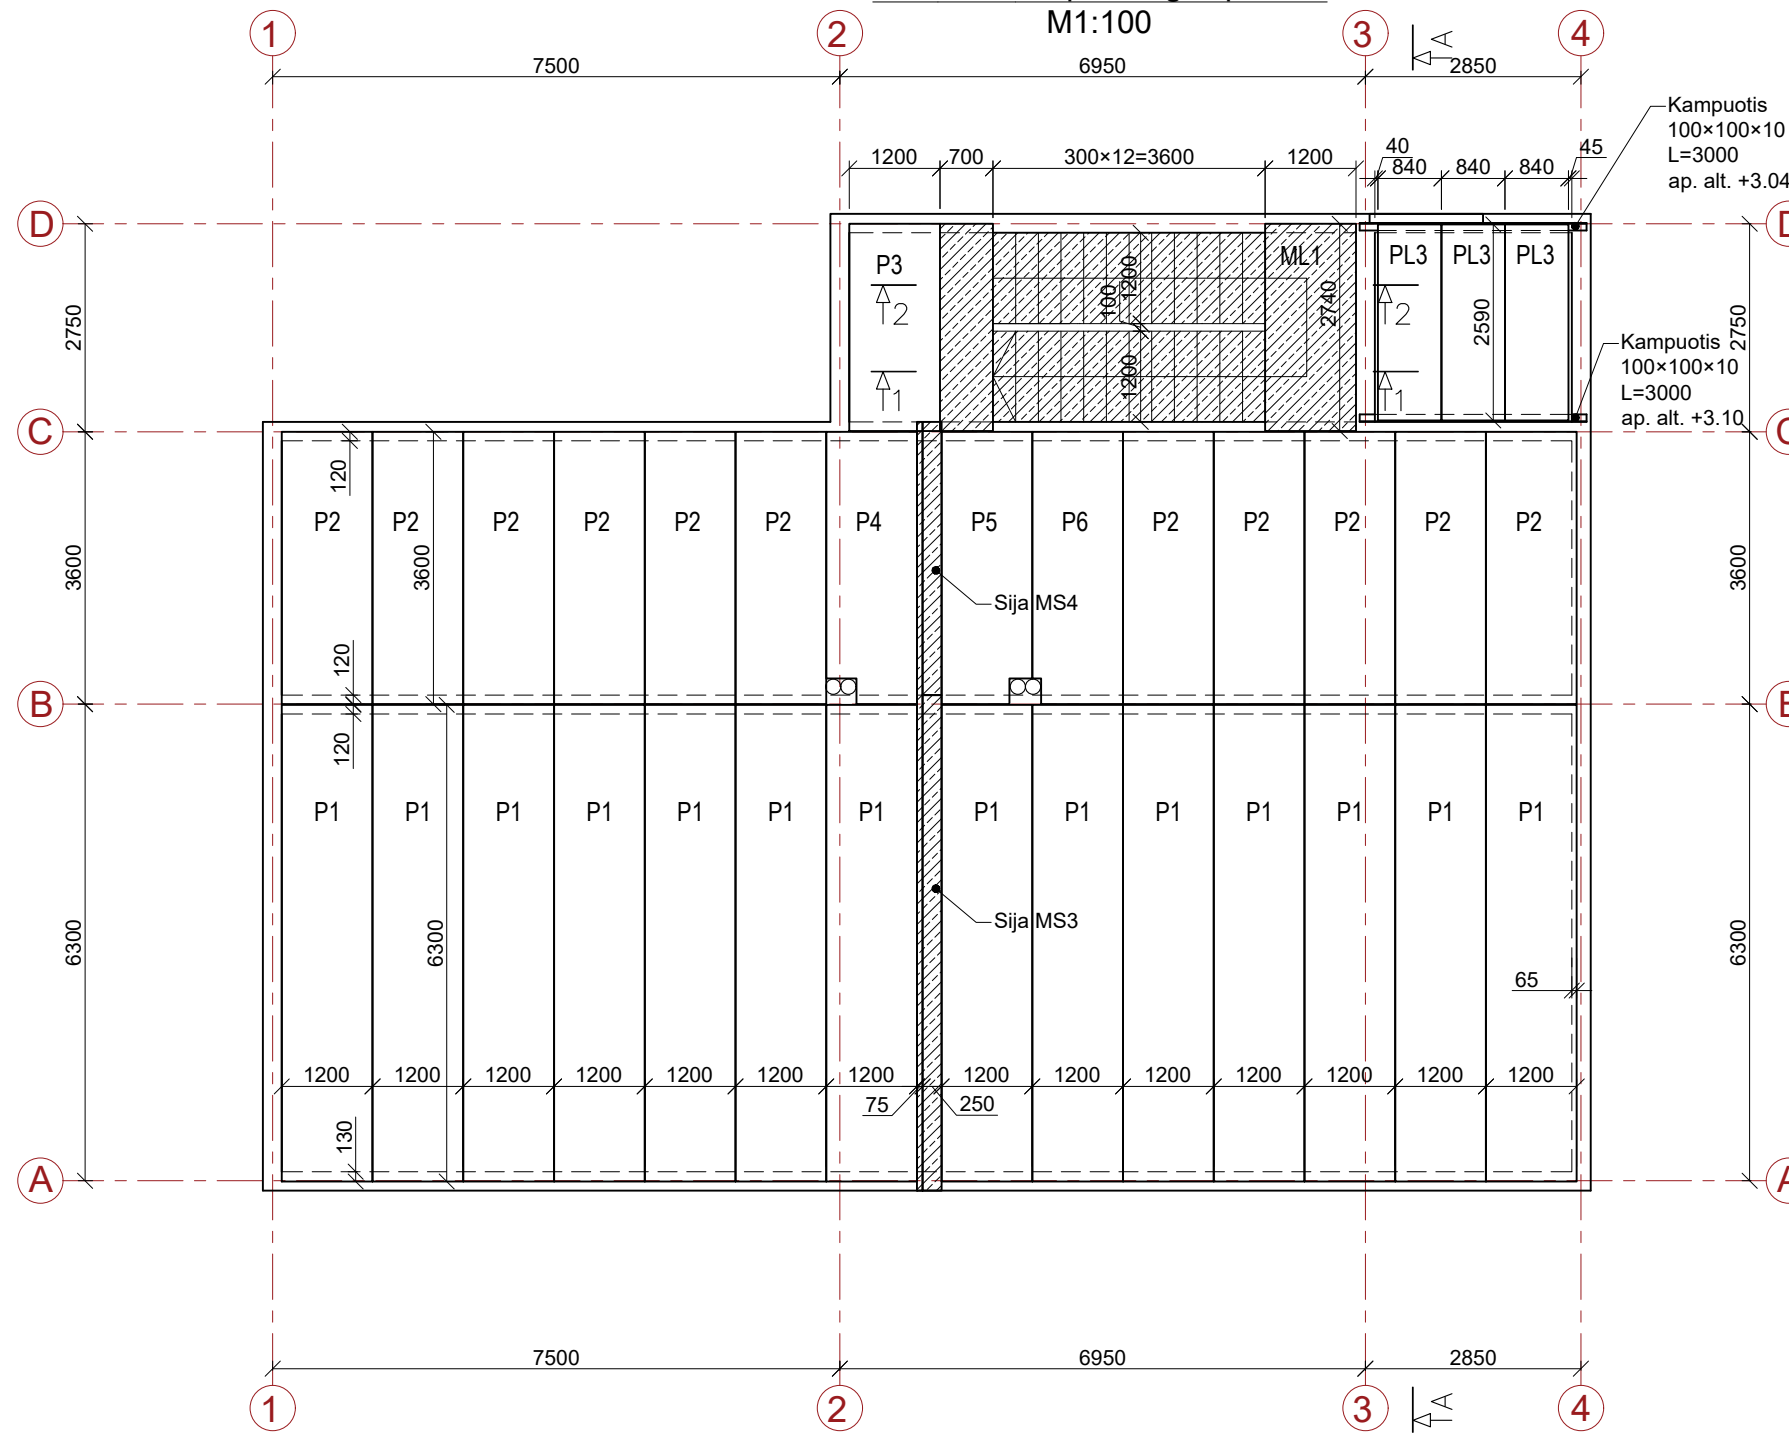 M1:100
1
2
3
4
A
7500
6950
2850
Kampuotis
100×100×10
L=3000
ap. alt. +3.04
1200
700
300×12=3600
1200
40
45
840
840
840
D
P3
ML1
PL3
PL3
PL3
2
2
1
1
100
1200
1200
2740
2590
2750
2750
Kampuotis
100×100×10
L=3000
ap. alt. +3.10
C
120
P2
P2
P2
P2
P2
P2
P4
P5
P6
P2
P2
P2
P2
P2
3600
3600
3600
Sija MS4
120
B
120
P1
P1
P1
P1
P1
P1
P1
P1
P1
P1
P1
P1
P1
P1
6300
6300
6300
Sija MS3
65
1200
1200
1200
1200
1200
1200
1200
1200
1200
1200
1200
1200
1200
1200
75
250
130
A
A
7500
6950
2850
1
2
3
4
A